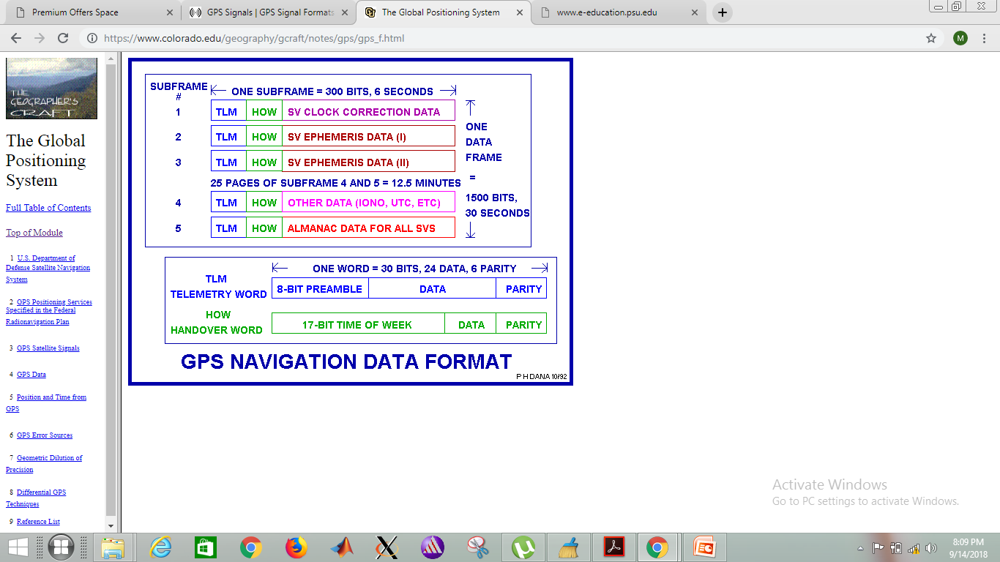 Premium Offers Space
GPS Signals | GPS Signal Formats
The Global Positioning System
www.e-education.psu.edu
https://www.colorado.edu/geography/gcraft/notes/gps/gps_f.html
M
THE
GEOGRAPHER'S
CRAFT
The Global
Positioning
System
Full Table of Contents
Top of Module
1 U.S. Department of
Defense Satellite Navigation
System
2 GPS Positioning Services
Specified in the Federal
Radionavigation Plan
3 GPS Satellite Signals
4 GPS Data
5 Position and Time from
GPS
6 GPS Error Sources
7 Geometric Dilution of
Precision
8 Differential GPS
Techniques
9 Reference List
SUBFRAME
#
ONE SUBFRAME = 300 BITS, 6 SECONDS
1 TLM HOW SV CLOCK CORRECTION DATA
2 TLM HOW SV EPHEMERIS DATA (I)
3 TLM HOW SV EPHEMERIS DATA (II)
25 PAGES OF SUBFRAME 4 AND 5 = 12.5 MINUTES
4 TLM HOW OTHER DATA (IONO, UTC, ETC)
5 TLM HOW ALMANAC DATA FOR ALL SVS
ONE
DATA
FRAME
=
1500 BITS,
30 SECONDS
ONE WORD = 30 BITS, 24 DATA, 6 PARITY
TLM
TELEMETRY WORD
8-BIT PREAMBLE DATA PARITY
HOW
HANDOVER WORD
17-BIT TIME OF WEEK DATA PARITY
GPS NAVIGATION DATA FORMAT
P H DANA 10/92
Activate Windows
Go to PC settings to activate Windows.
8:09 PM
9/14/2018